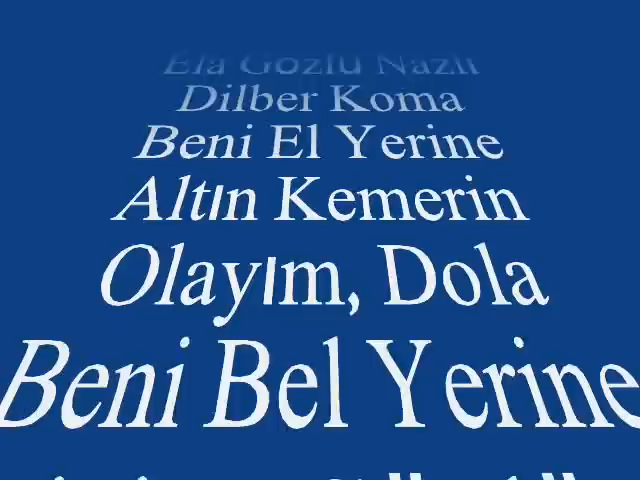 Ela Gözlü Nazlı
Dilber Koma
Beni El Yerine
Altın Kemerin
Olayım, Dola
Beni Bel Yerine